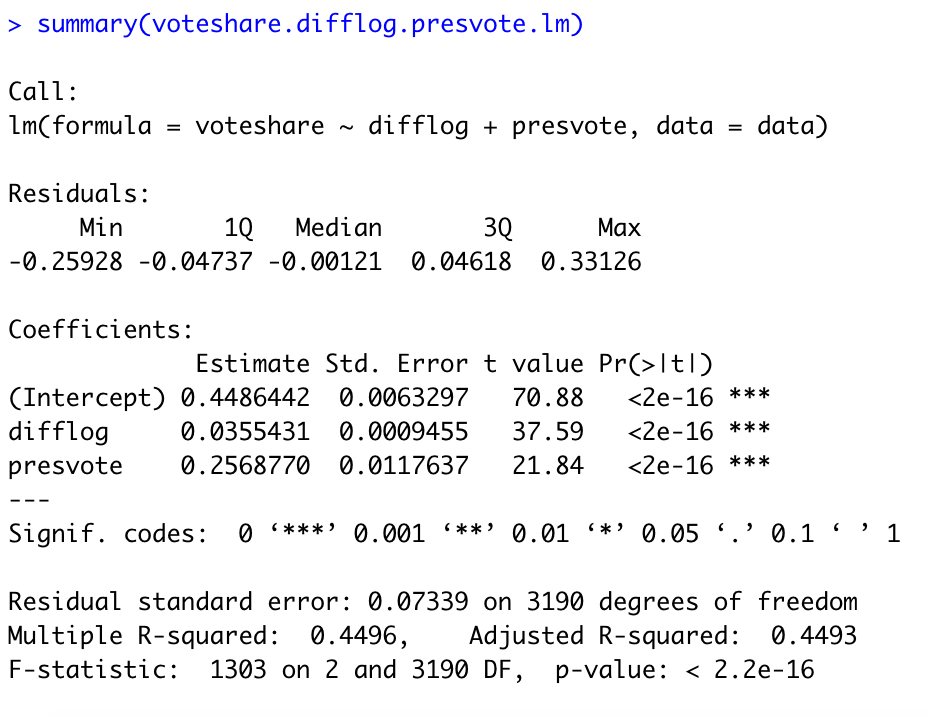 > summary(voteshare.difflog.presvote.lm)
Call:
lm(formula = voteshare ~ difflog + presvote, data = data)
Residuals:
     Min       1Q   Median       3Q      Max
-0.25928 -0.04737 -0.00121  0.04618  0.33126
Coefficients:
             Estimate Std. Error t value Pr(>|t|)
(Intercept) 0.4486442  0.0063297   70.88   <2e-16 ***
difflog     0.0355431  0.0009455   37.59   <2e-16 ***
presvote    0.2568770  0.0117637   21.84   <2e-16 ***
---
Signif. codes:  0 ‘***’ 0.001 ‘**’ 0.01 ‘*’ 0.05 ‘.’ 0.1 ‘ ’ 1
Residual standard error: 0.07339 on 3190 degrees of freedom
Multiple R-squared:  0.4496,    Adjusted R-squared:  0.4493
F-statistic:  1303 on 2 and 3190 DF,  p-value: < 2.2e-16